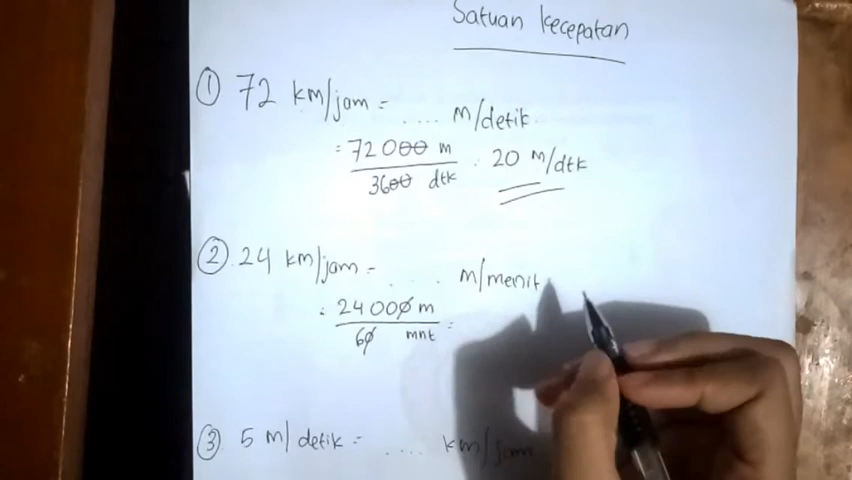 Satuan kecepatan
① 72 km/jam = .... m/detik
= 72000 m
3600 dtk
= 20 m/dtk
② 24 km/jam = .... m/menit
= 24000 m
60 mnt =
③ 5 m/detik = .... km/jam